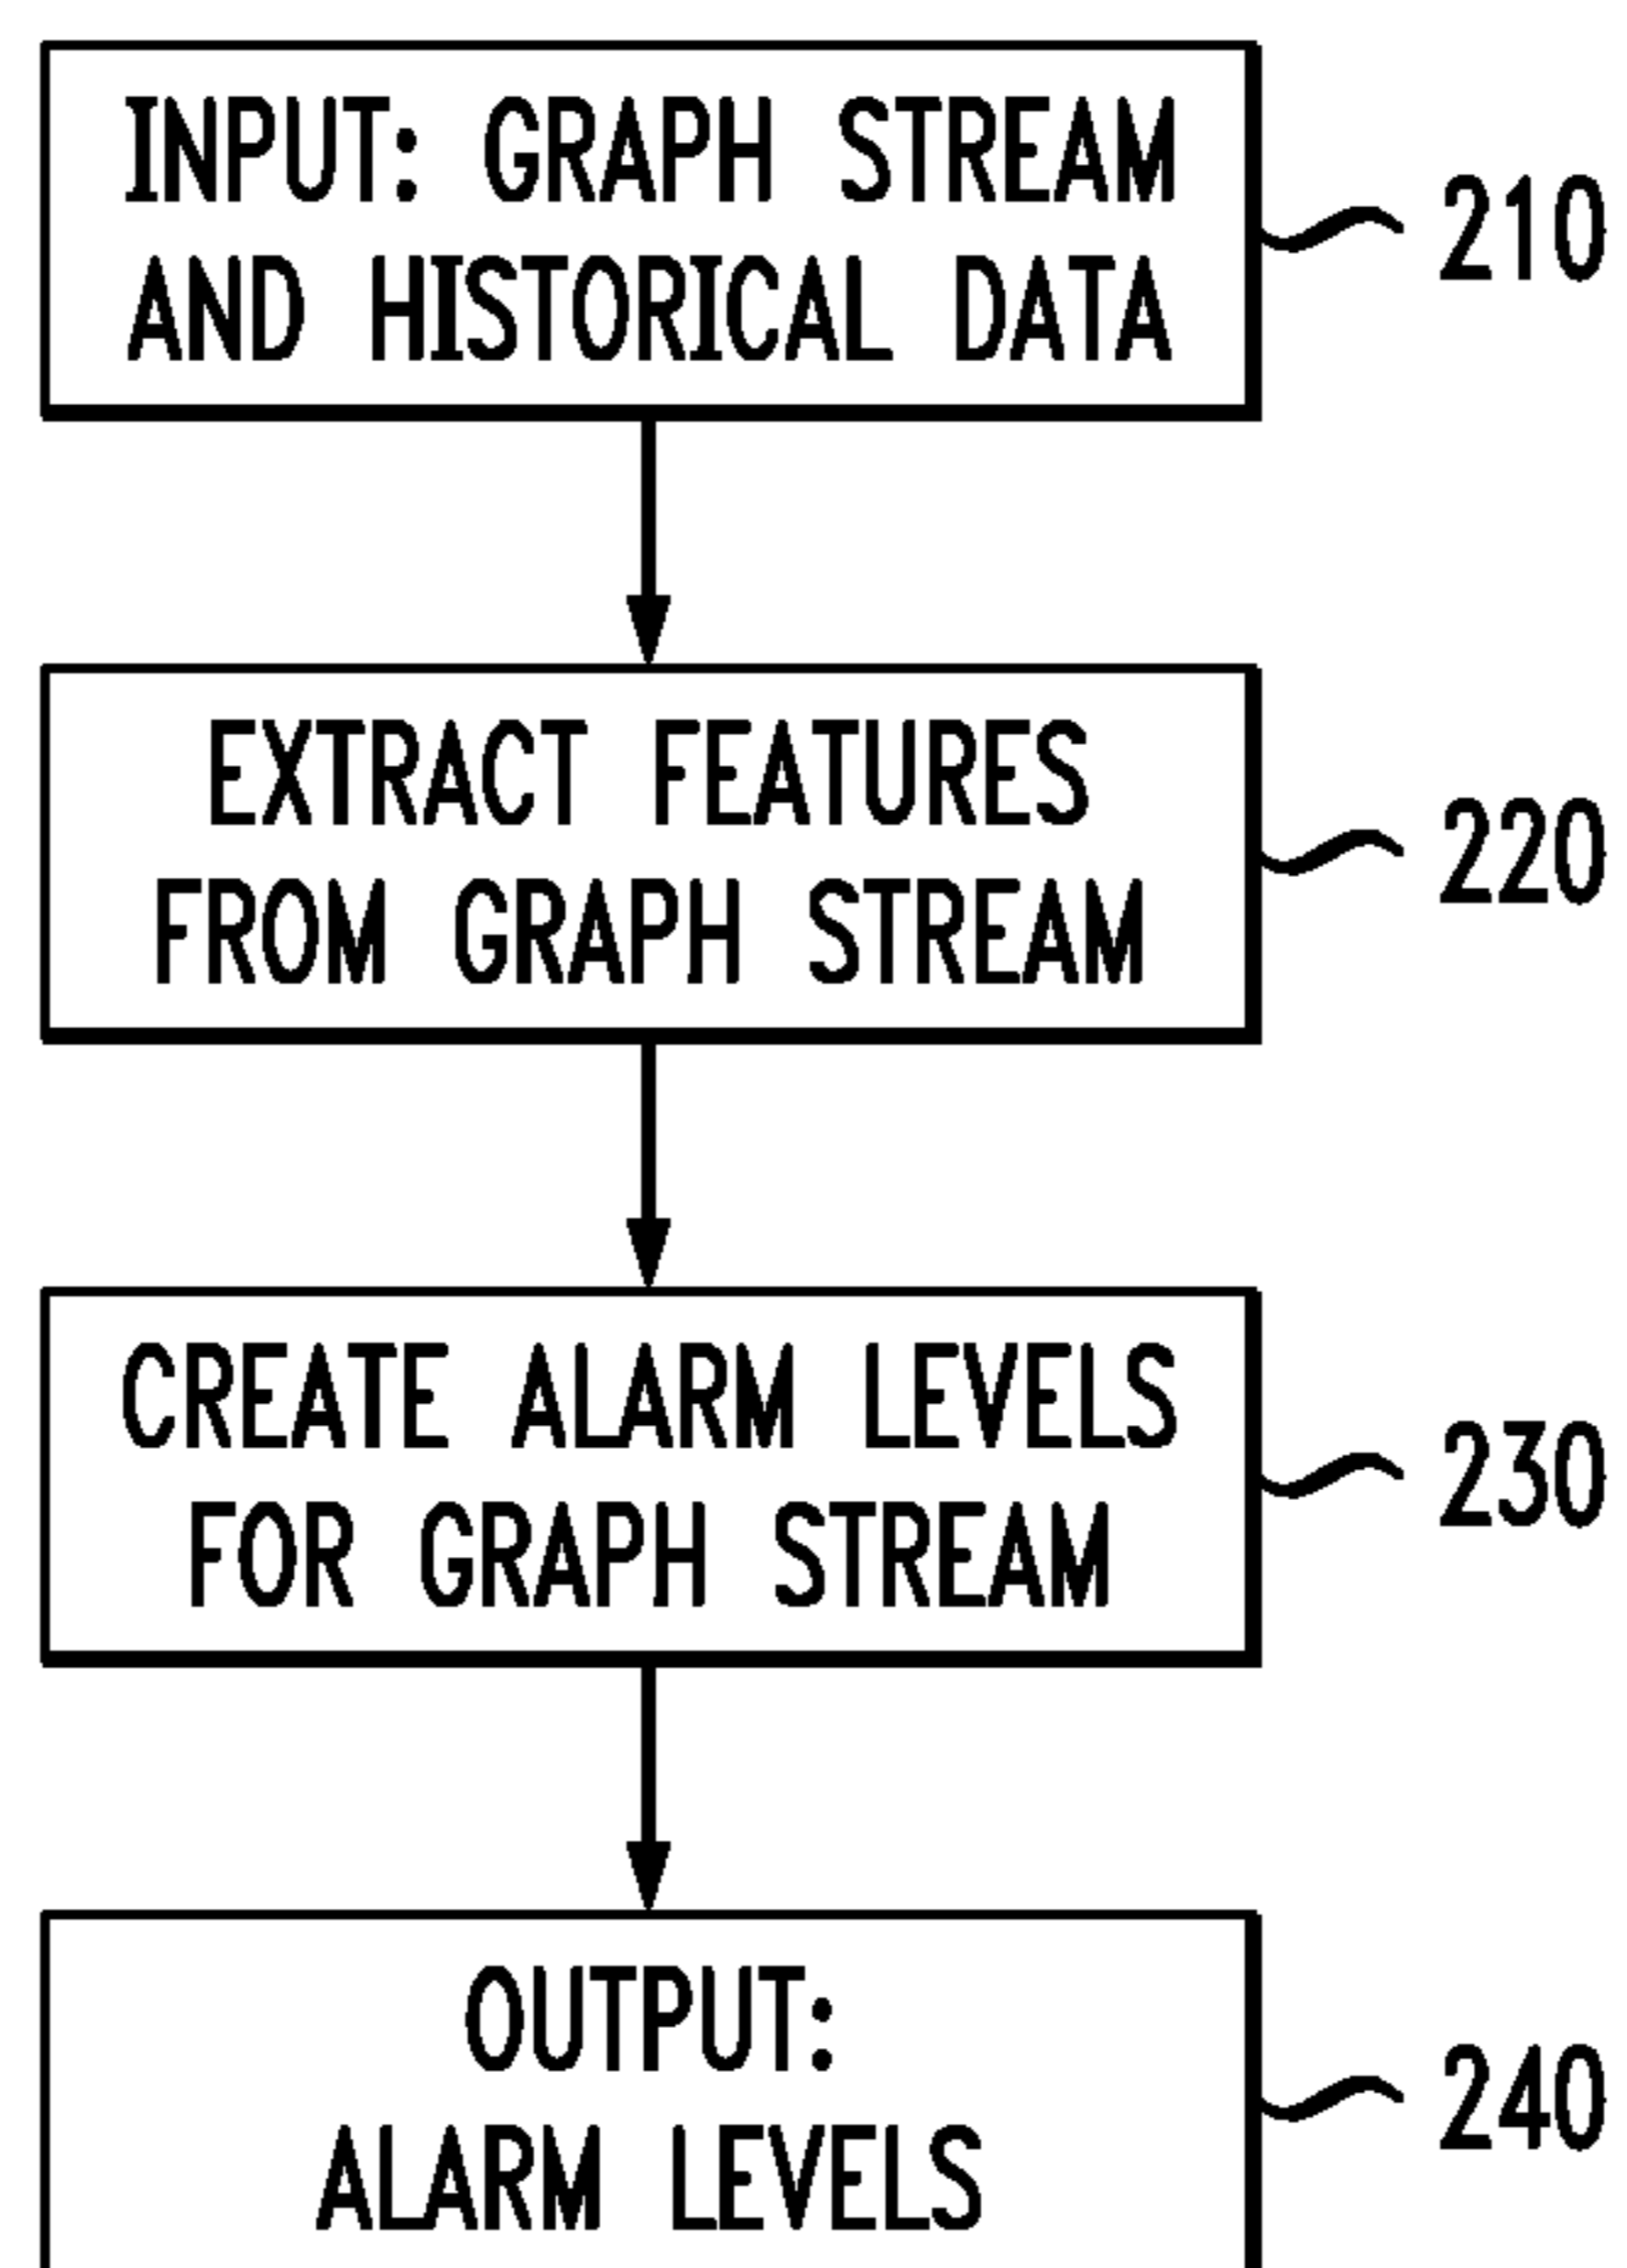 INPUT: GRAPH STREAM
AND HISTORICAL DATA
210
EXTRACT FEATURES
FROM GRAPH STREAM
220
CREATE ALARM LEVELS
FOR GRAPH STREAM
230
OUTPUT:
ALARM LEVELS
240